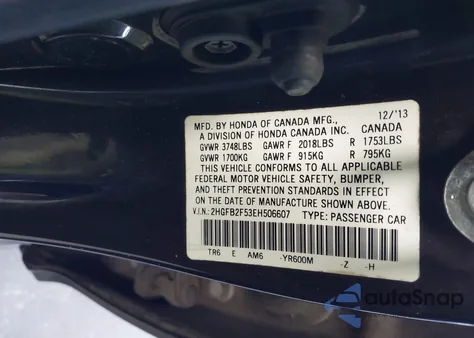 MFD. BY HONDA OF CANADA MFG., 12/'13
A DIVISION OF HONDA CANADA INC. CANADA
GVWR 3748LBS GAWR F 2018LBS R 1753LBS
GVWR 1700KG GAWR F 915KG R 795KG
THIS VEHICLE CONFORMS TO ALL APPLICABLE
FEDERAL MOTOR VEHICLE SAFETY, BUMPER,
AND THEFT PREVENTION STANDARDS IN EFFECT
ON THE DATE OF MANUFACTURE SHOWN ABOVE.
V.I.N.: 2HGFB2F53EH506607 TYPE: PASSENGER CAR
TR6 E AM6 -YR600M -Z -H
autoSnap